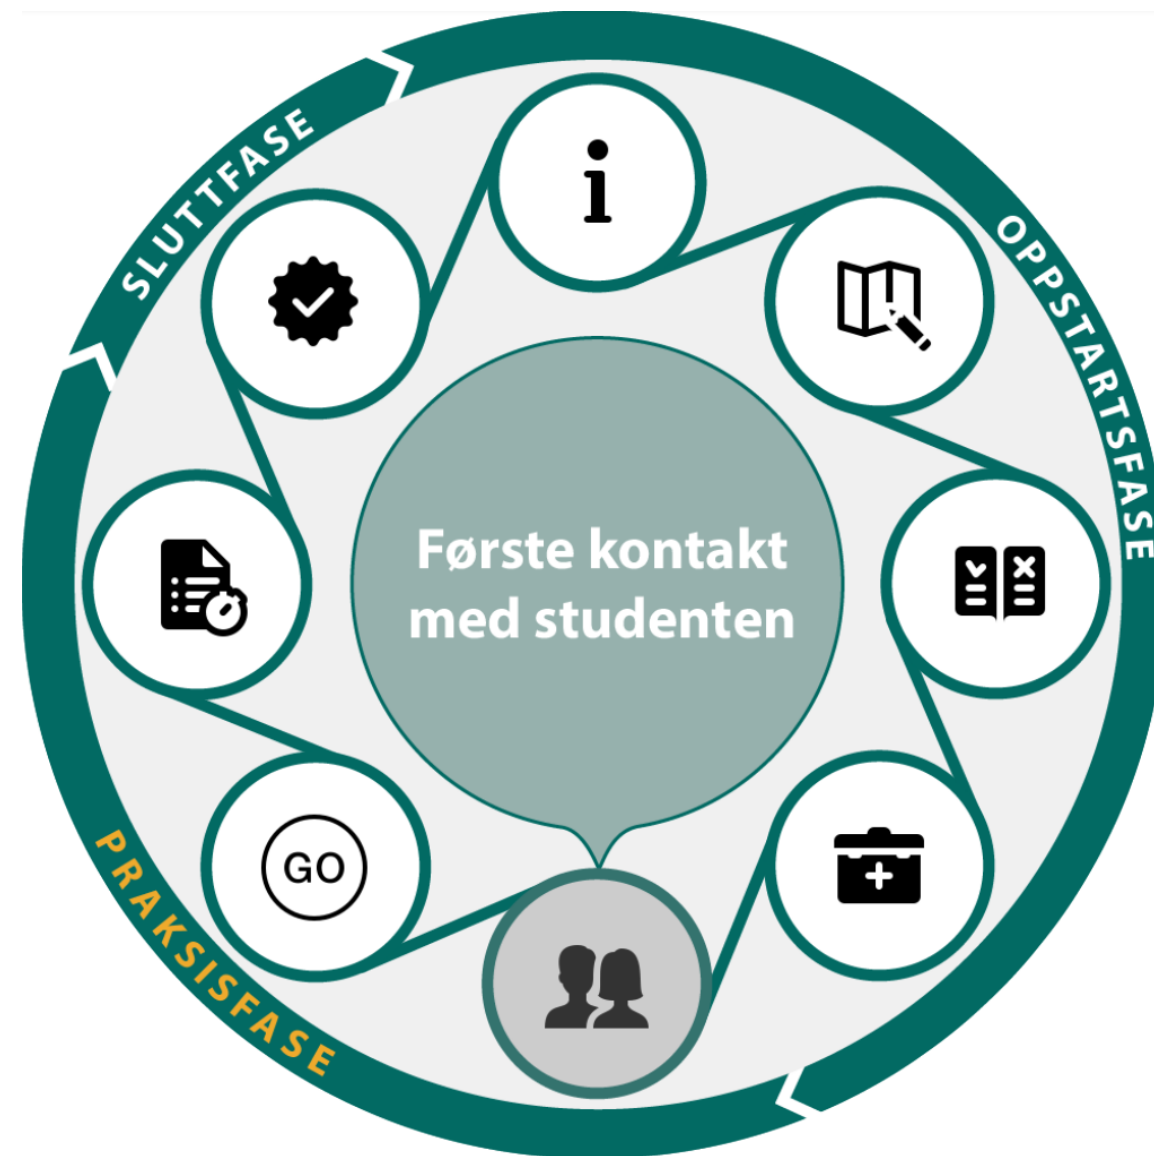 SLUTTFASE
OPPSTARTSFASE
i
Første kontakt
med studenten
GO
PRAKSISFASE